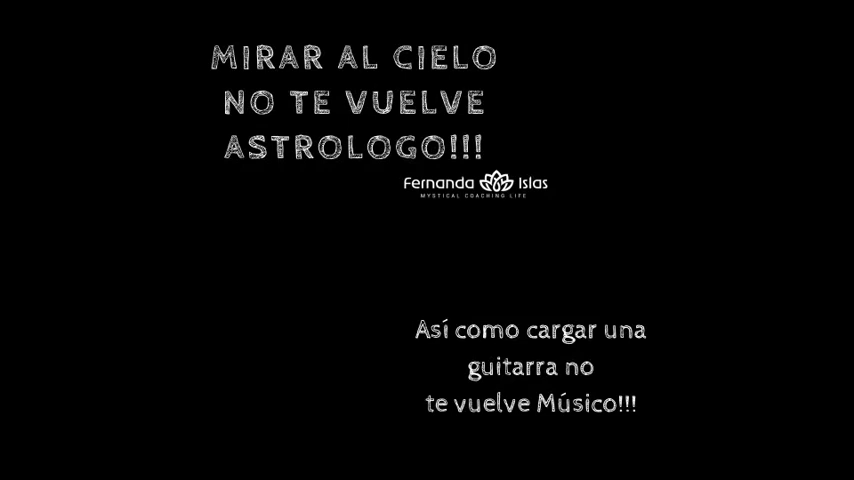 MIRAR AL CIELO
NO TE VUELVE
ASTROLOGO!!!
Fernanda Islas
MYSTICAL COACHING LIFE
Así como cargar una
guitarra no
te vuelve Músico!!!